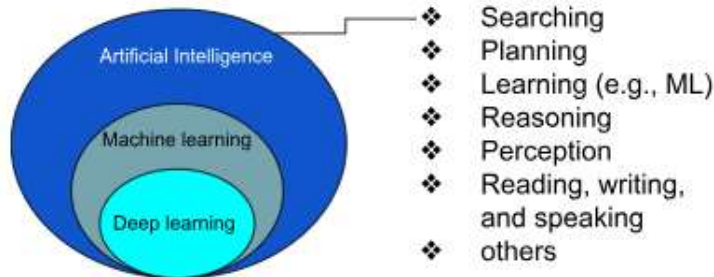 Artificial Intelligence
Machine learning
Deep learning
❖ Searching
❖ Planning
❖ Learning (e.g., ML)
❖ Reasoning
❖ Perception
❖ Reading, writing,
and speaking
❖ others